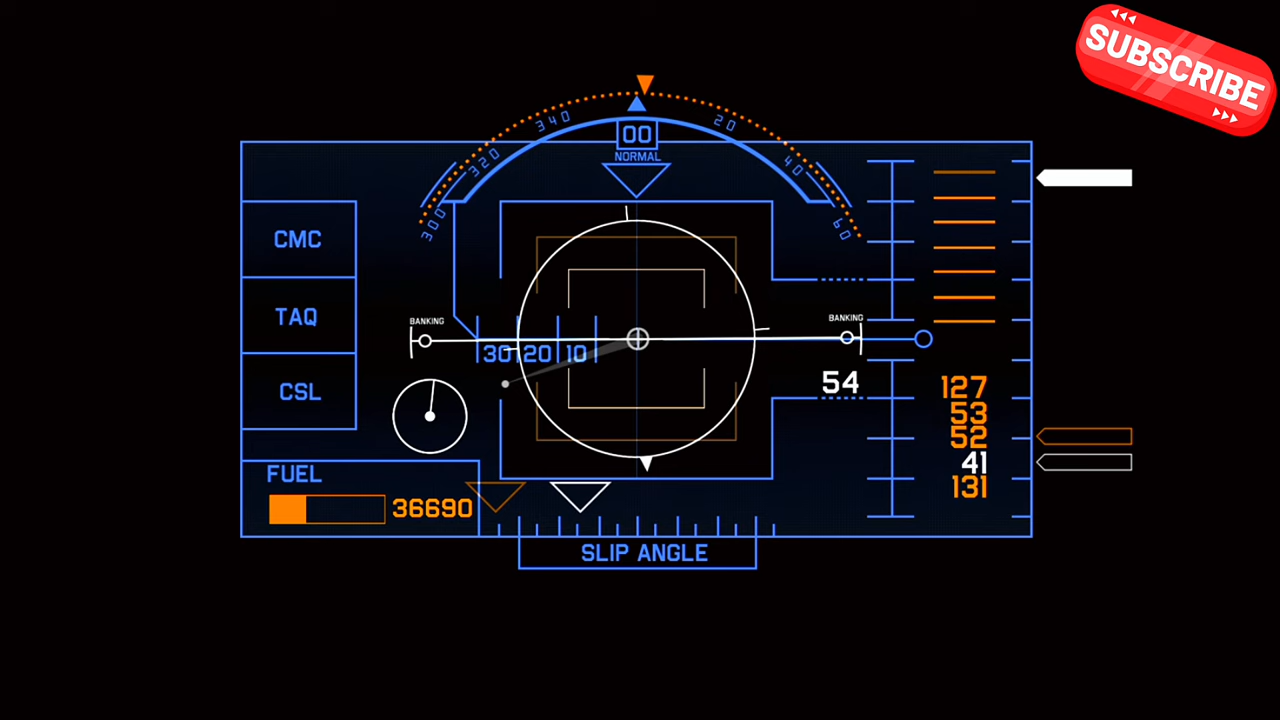 SUBSCRIBE
340
20
00
320
NORMAL
40
300
60
CMC
TAQ
BANKING
BANKING
30 20 10
CSL
54
127
53
52
41
131
FUEL
36690
SLIP ANGLE